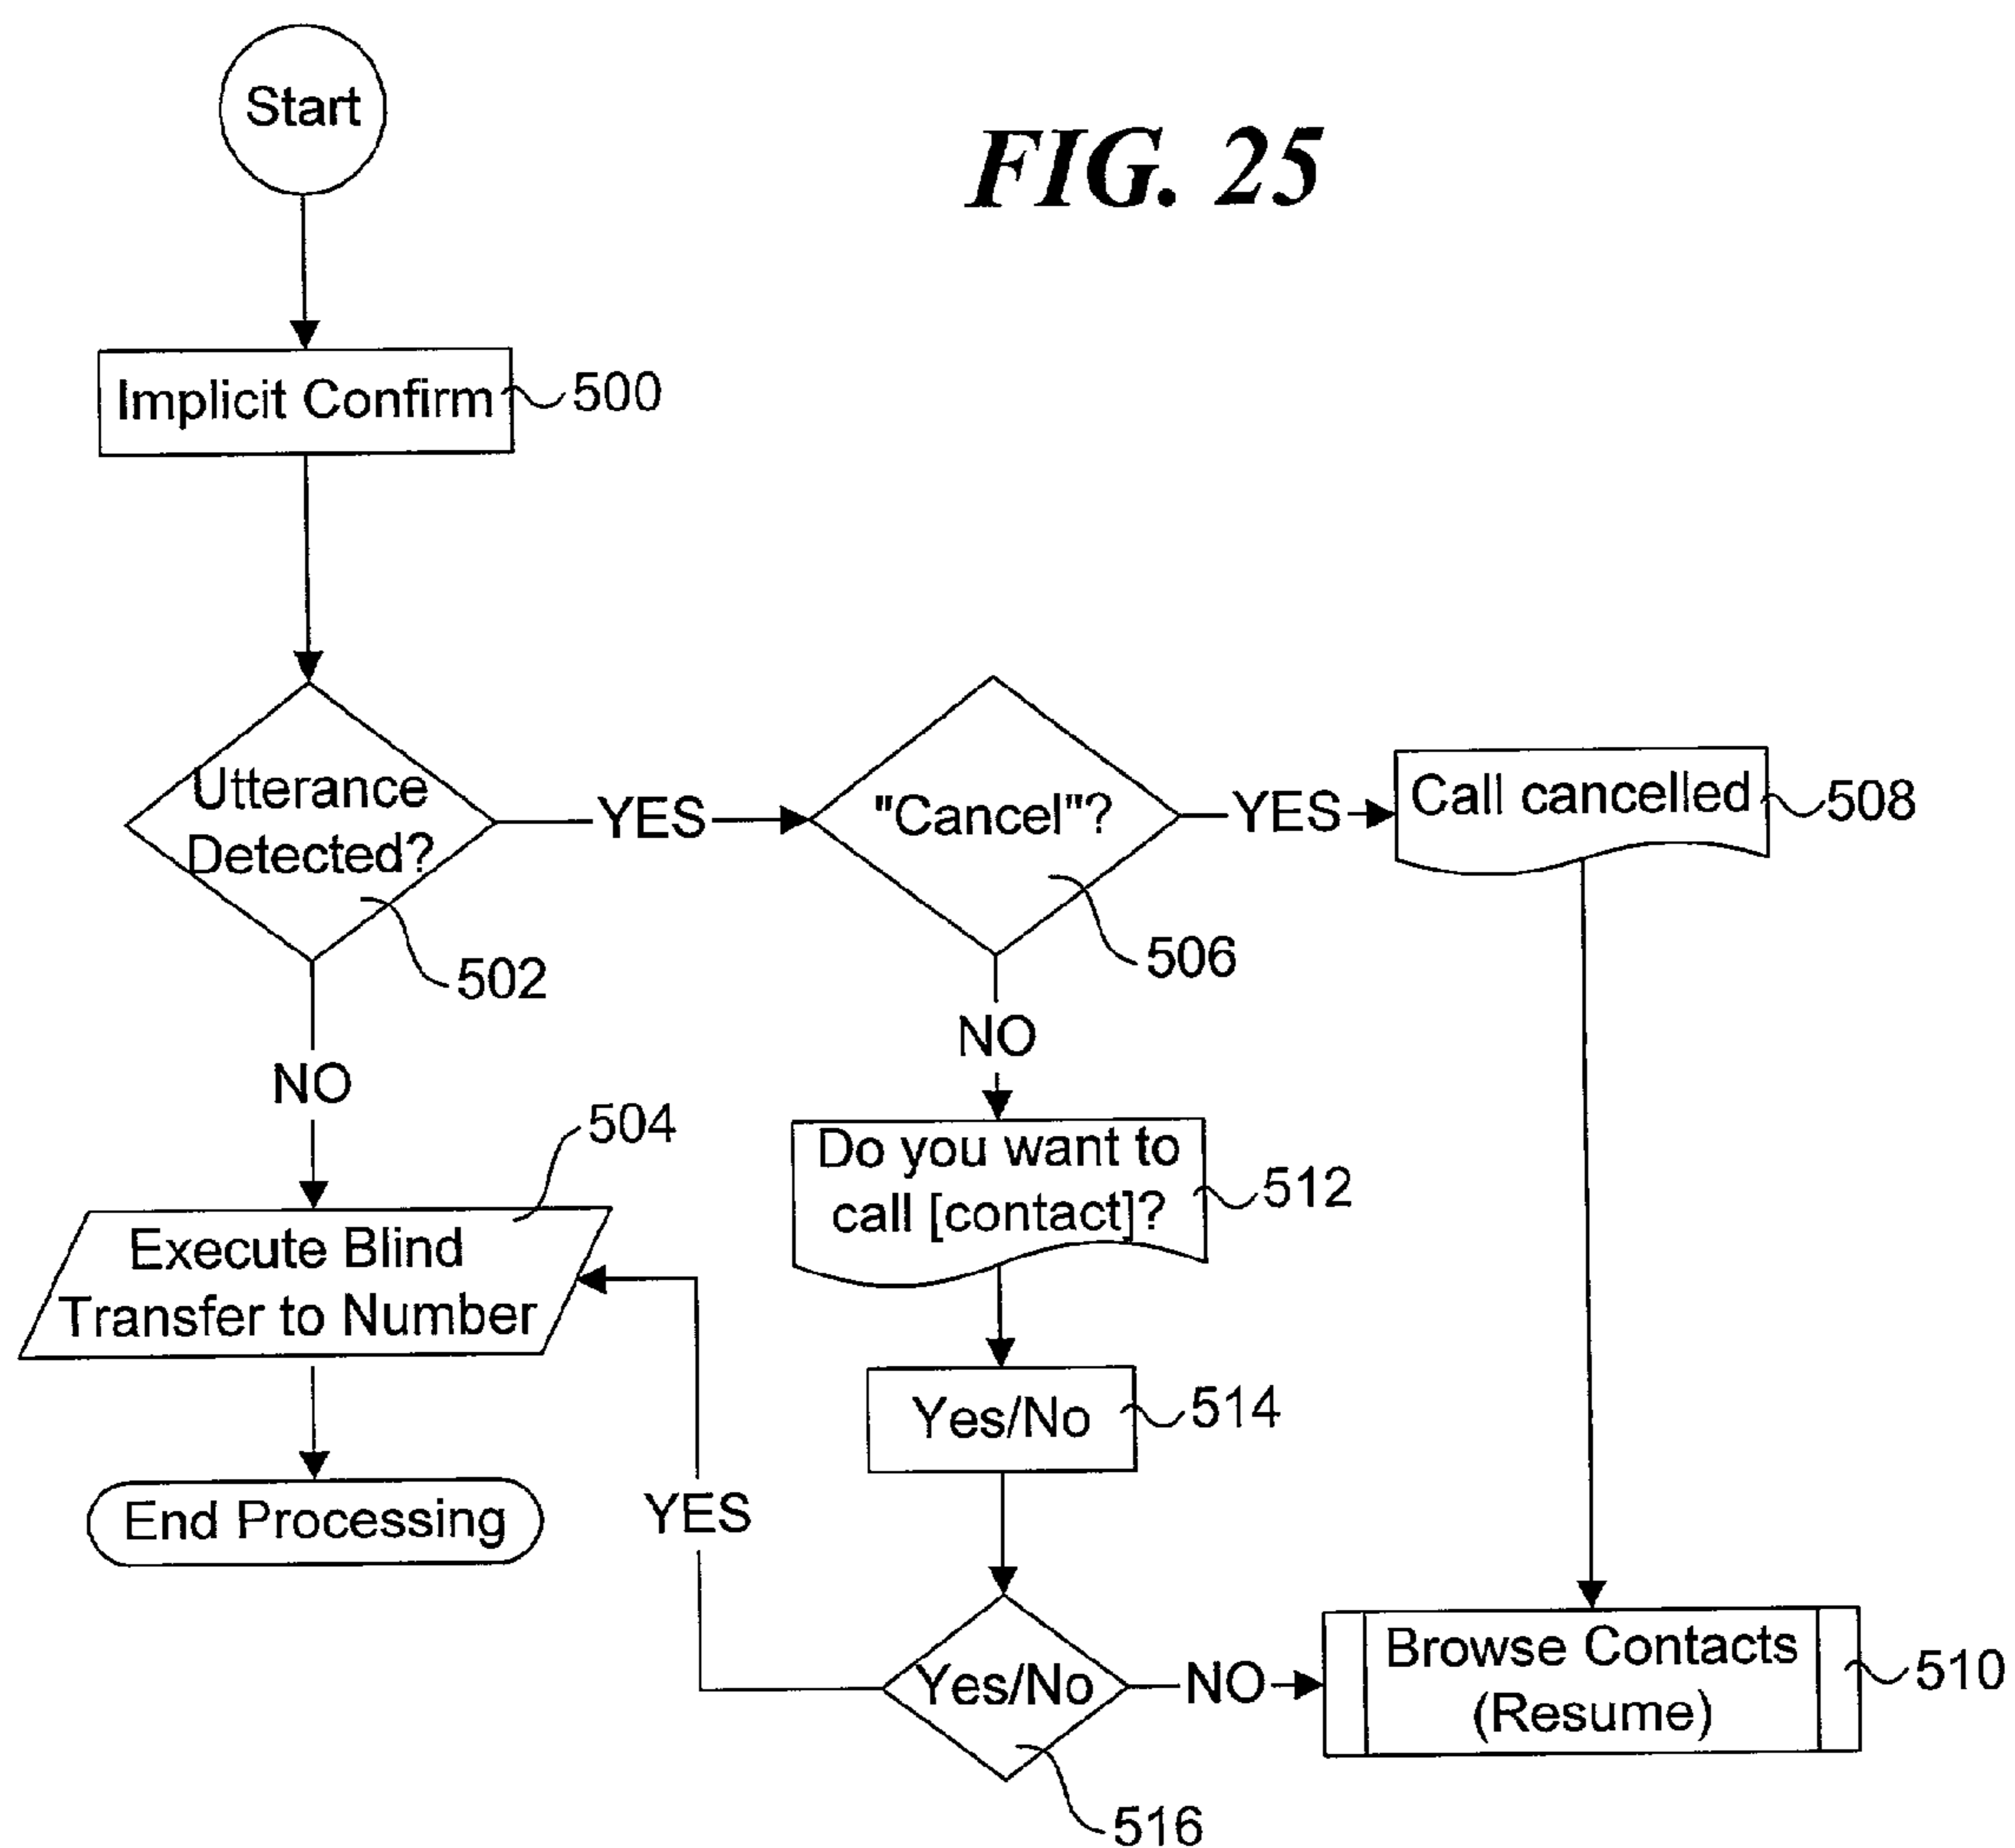 Start
FIG. 25
Implicit Confirm
500
Utterance
Detected?
502
YES
"Cancel"?
506
YES
Call cancelled
508
NO
NO
504
Execute Blind
Transfer to Number
Do you want to
call [contact]?
512
Yes/No
514
End Processing
YES
Yes/No
516
NO
Browse Contacts
(Resume)
510